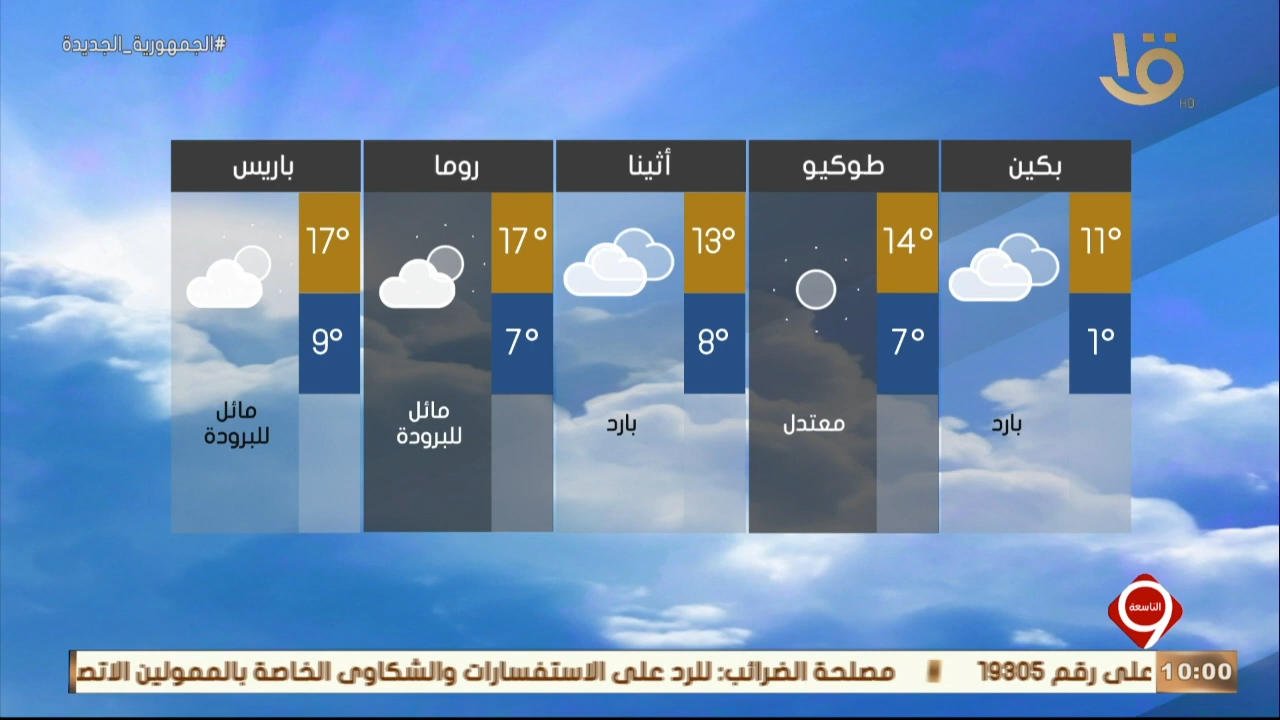 #الجمهورية_الجديدة
HD
بكين
11°
1°
بارد
طوكيو
14°
7°
معتدل
أثينا
13°
8°
بارد
روما
17°
7°
مائل
للبرودة
باريس
17°
9°
مائل
للبرودة
التاسعة
9
10:00
على رقم 19805 مصلحة الضرائب: للرد على الاستفسارات والشكاوى الخاصة بالممولين الاتص